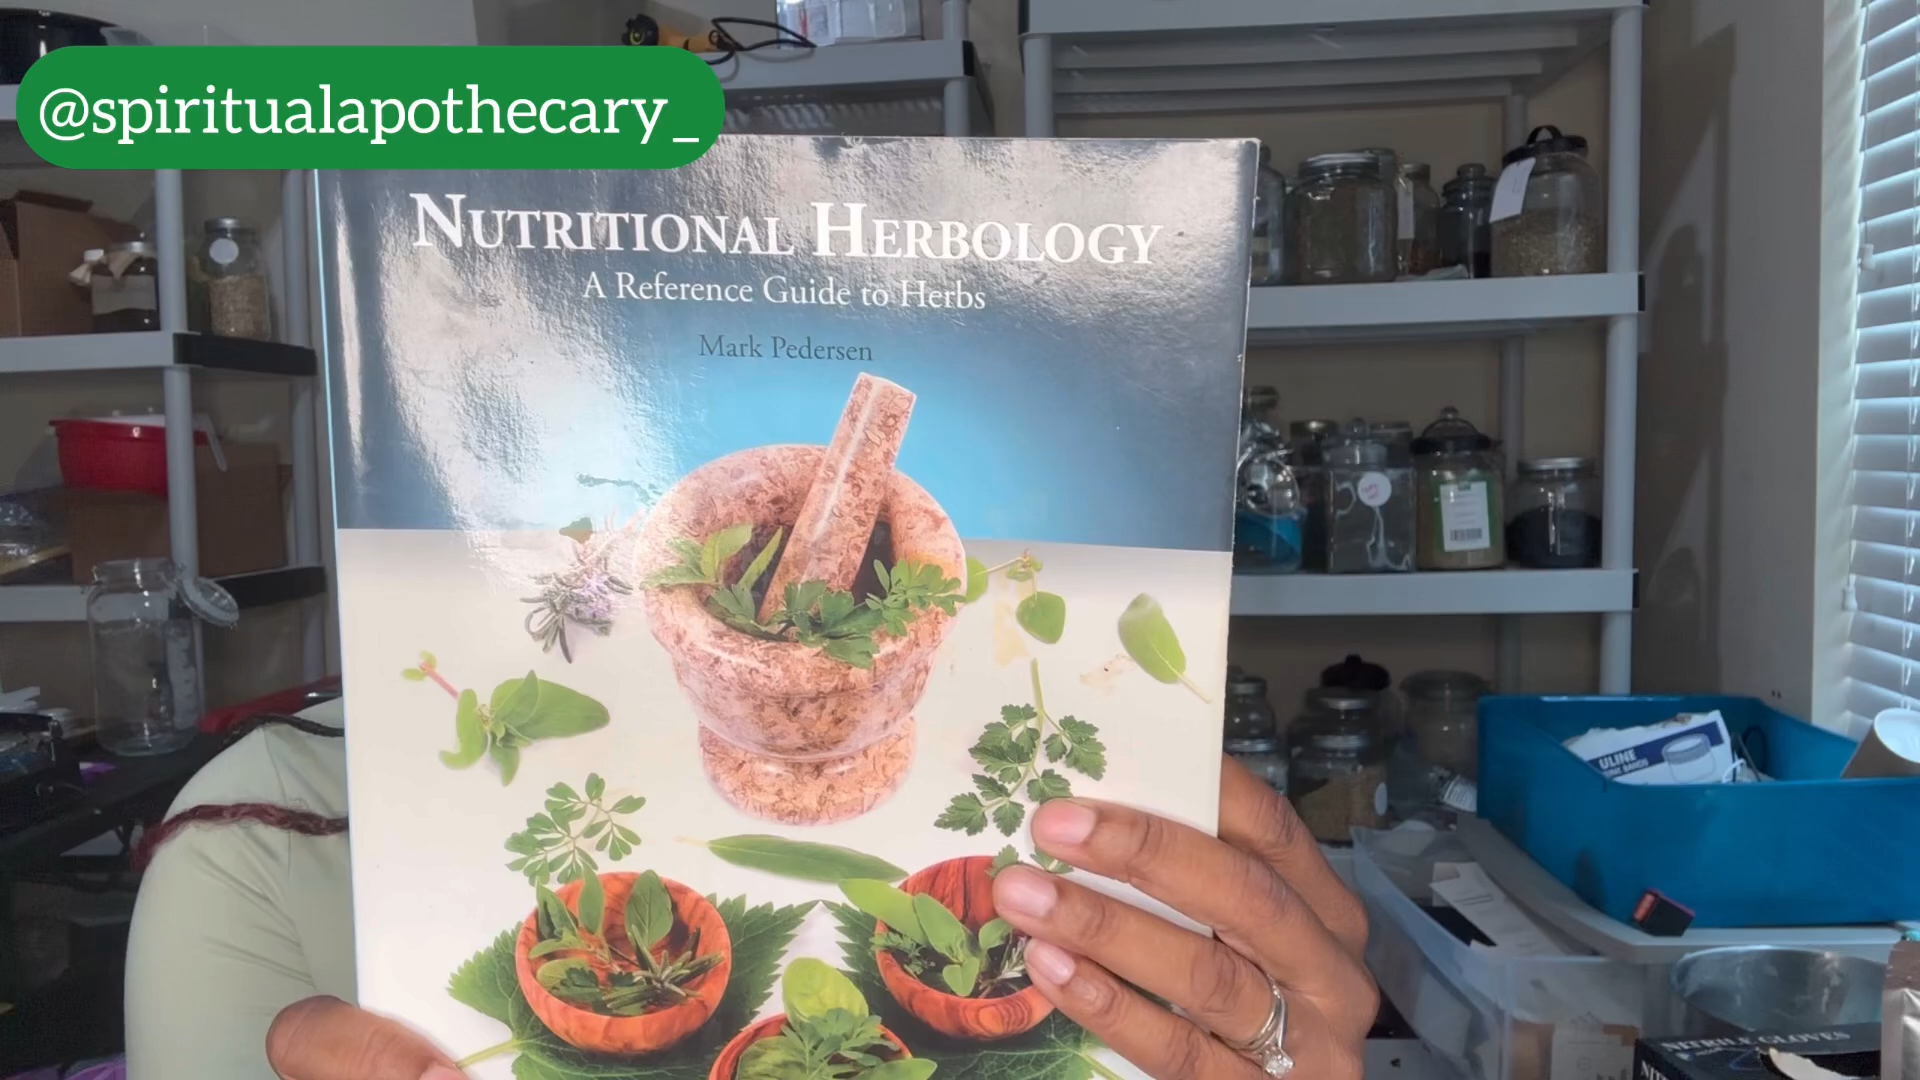 @spiritualapothecary_
NUTRITIONAL HERBOLOGY
A Reference Guide to Herbs
Mark Pedersen
ULINE
NITRILE GLOVES